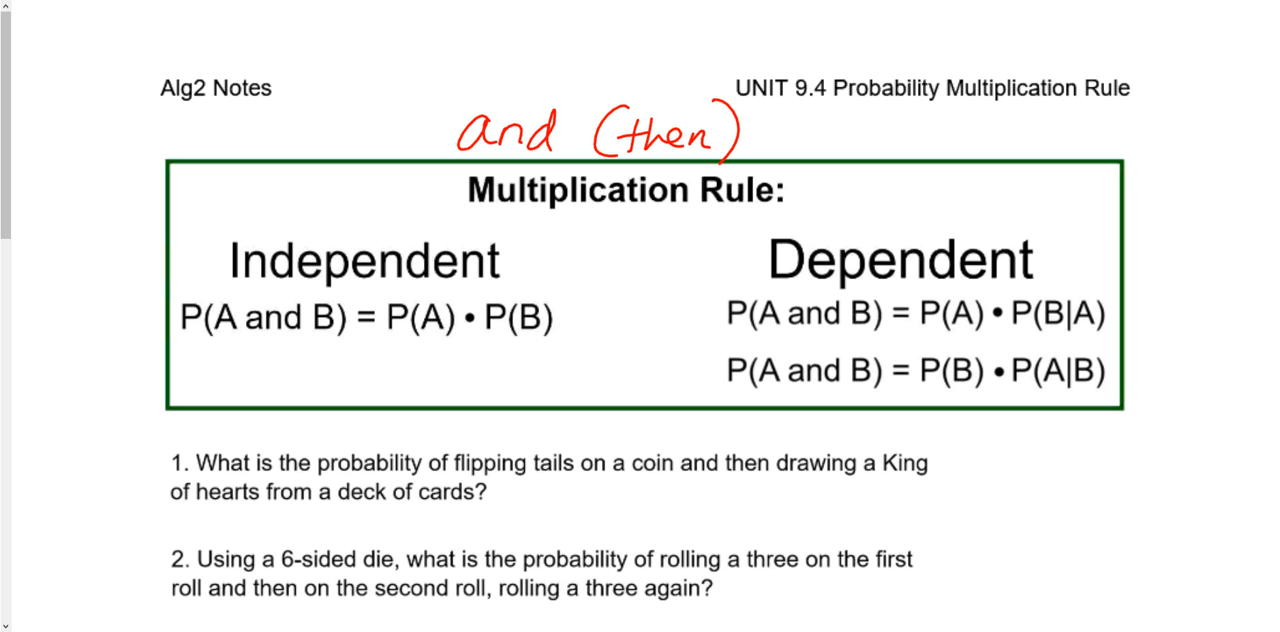 Alg2 Notes UNIT 9.4 Probability Multiplication Rule
and (then)
Multiplication Rule:
Independent Dependent
P(A and B) = P(A) • P(B) P(A and B) = P(A) • P(B|A)
P(A and B) = P(B) • P(A|B)
1. What is the probability of flipping tails on a coin and then drawing a King
of hearts from a deck of cards?
2. Using a 6-sided die, what is the probability of rolling a three on the first
roll and then on the second roll, rolling a three again?